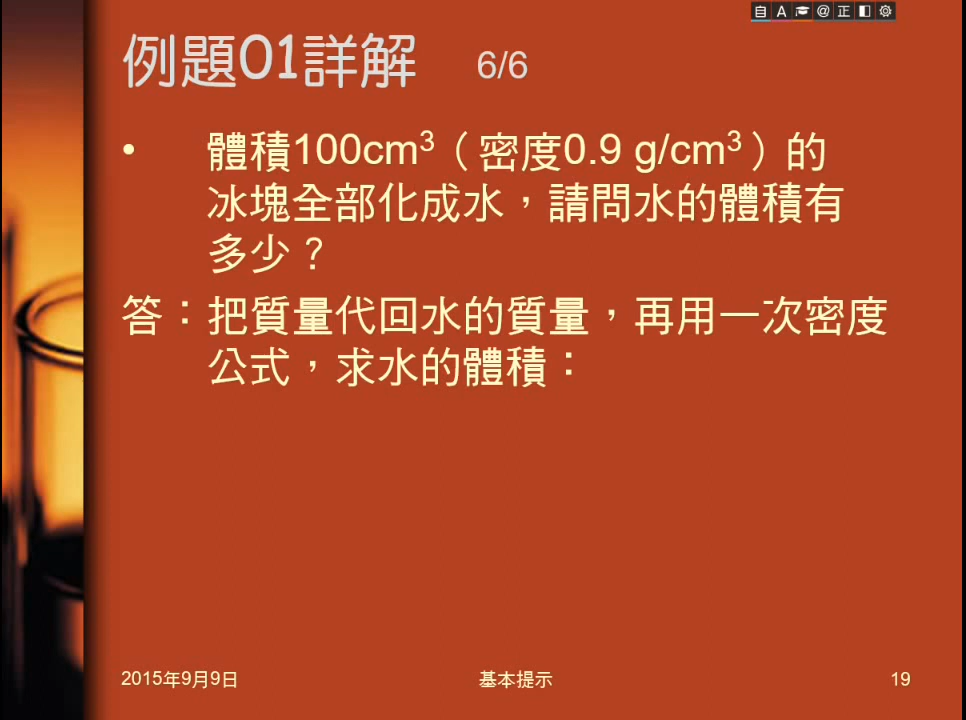 自 A @ 正
例題01詳解 6/6
• 體積100cm³（密度0.9 g/cm³）的
冰塊全部化成水，請問水的體積有
多少？
答：把質量代回水的質量，再用一次密度
公式，求水的體積：
2015年9月9日 基本提示 19